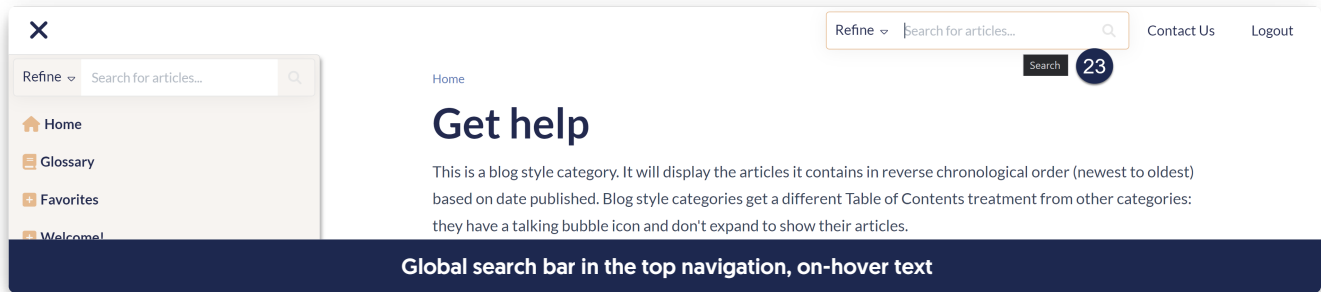 Refine Search for articles... Contact Us Logout
Search 23
Refine Search for articles...
Home
Glossary
Favorites
Welcome!
Home
Get help
This is a blog style category. It will display the articles it contains in reverse chronological order (newest to oldest)
based on date published. Blog style categories get a different Table of Contents treatment from other categories:
they have a talking bubble icon and don't expand to show their articles.
Global search bar in the top navigation, on-hover text